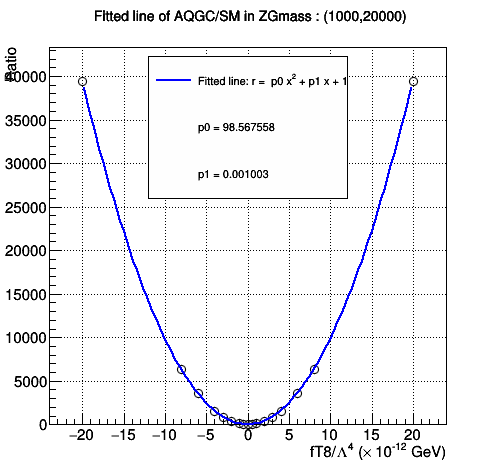 FItted line of AQGC/SM in ZGmass : (1000,20000)
ratio
Fitted line: r = p0 x² + p1 x + 1
p0 = 98.567558
p1 = 0.001003
40000
35000
30000
25000
20000
15000
10000
5000
0
−20 −15 −10 −5 0 5 10 15 20
fT8/Λ⁴ (× 10⁻¹² GeV)